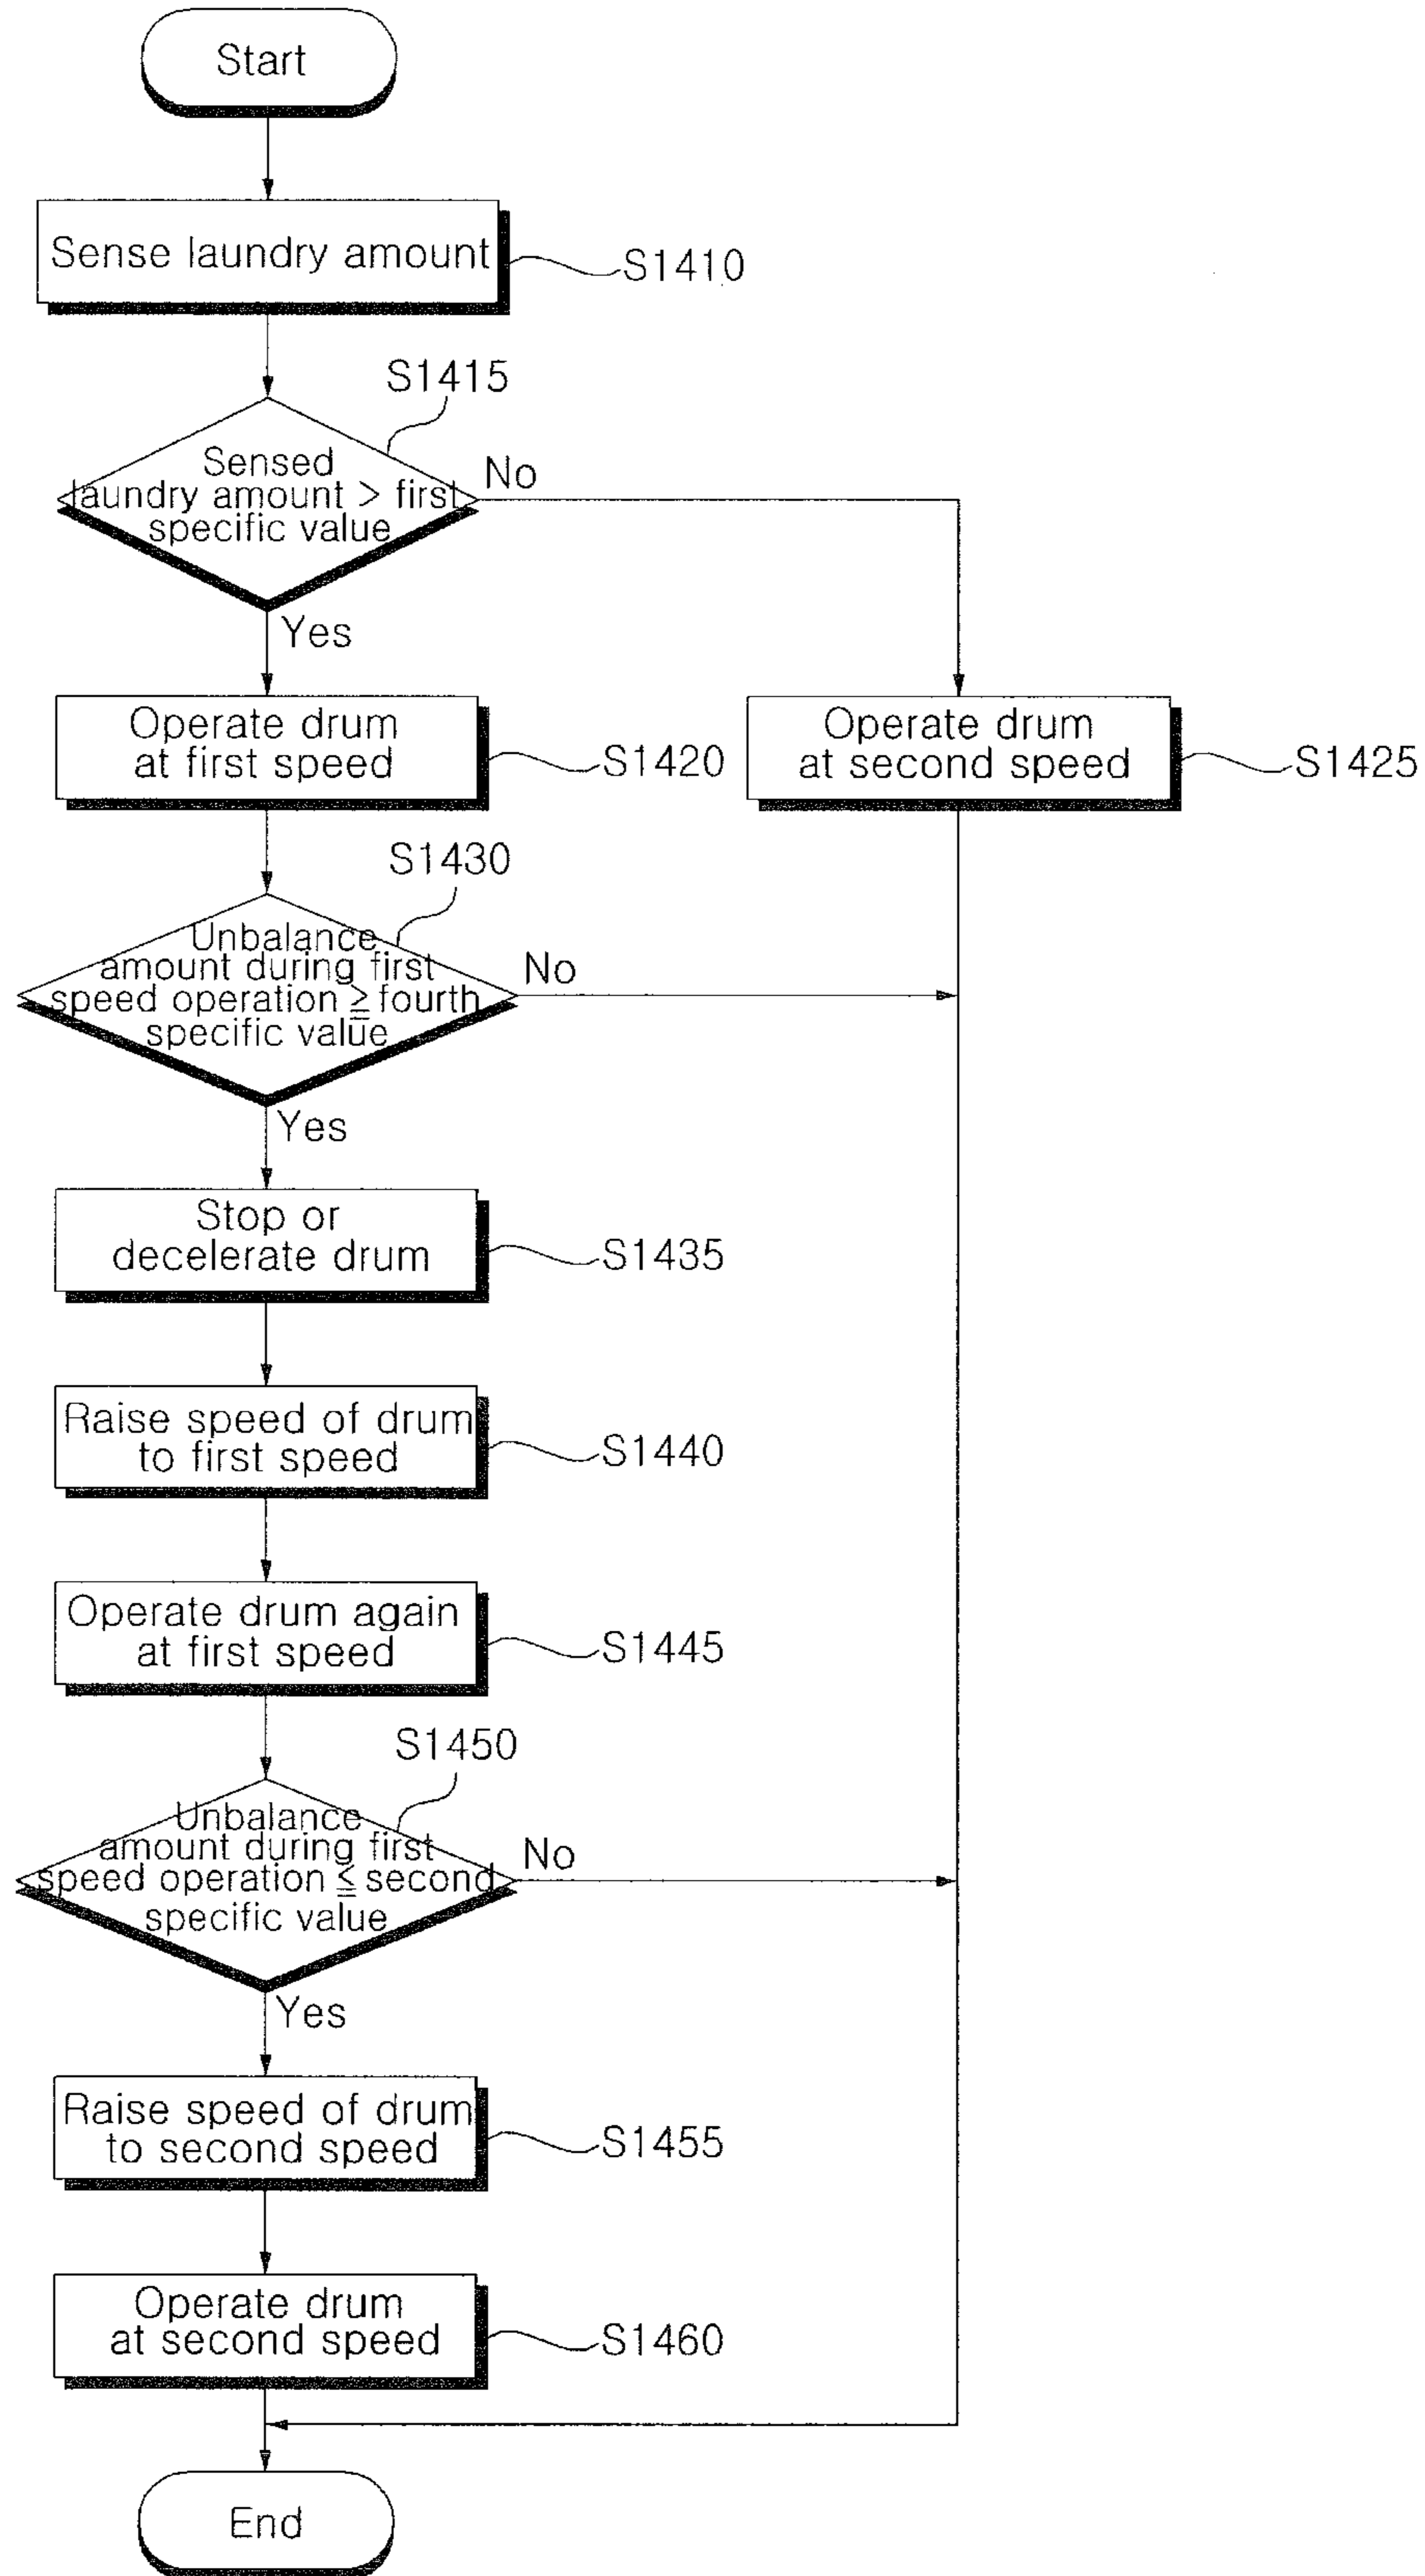 Start
Sense laundry amount
S1410
S1415
Sensed
laundry amount > first
specific value
No
Yes
Operate drum
at first speed
S1420
Operate drum
at second speed
S1425
S1430
Unbalance
amount during first
speed operation ≧ fourth
specific value
No
Yes
Stop or
decelerate drum
S1435
Raise speed of drum
to first speed
S1440
Operate drum again
at first speed
S1445
S1450
Unbalance
amount during first
speed operation ≦ second
specific value
No
Yes
Raise speed of drum
to second speed
S1455
Operate drum
at second speed
S1460
End